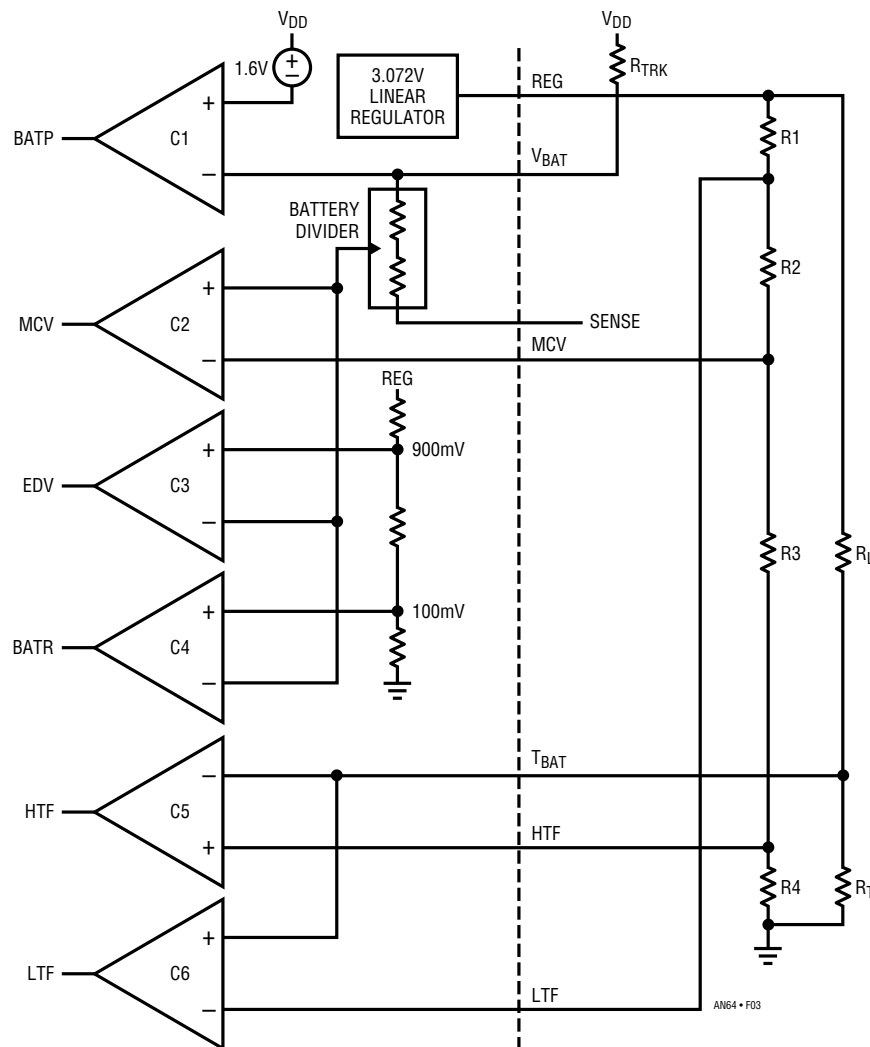 VDD
VDD
1.6V
+
−
3.072V
LINEAR
REGULATOR
RTRK
REG
+
BATP
C1
R1
−
VBAT
BATTERY
DIVIDER
R2
+
MCV
C2
SENSE
−
MCV
REG
+
900mV
EDV
C3
−
R3
RL
+
100mV
BATR
C4
−
−
TBAT
HTF
C5
+
HTF
R4
RT
+
LTF
C6
−
LTF
AN64 • F03